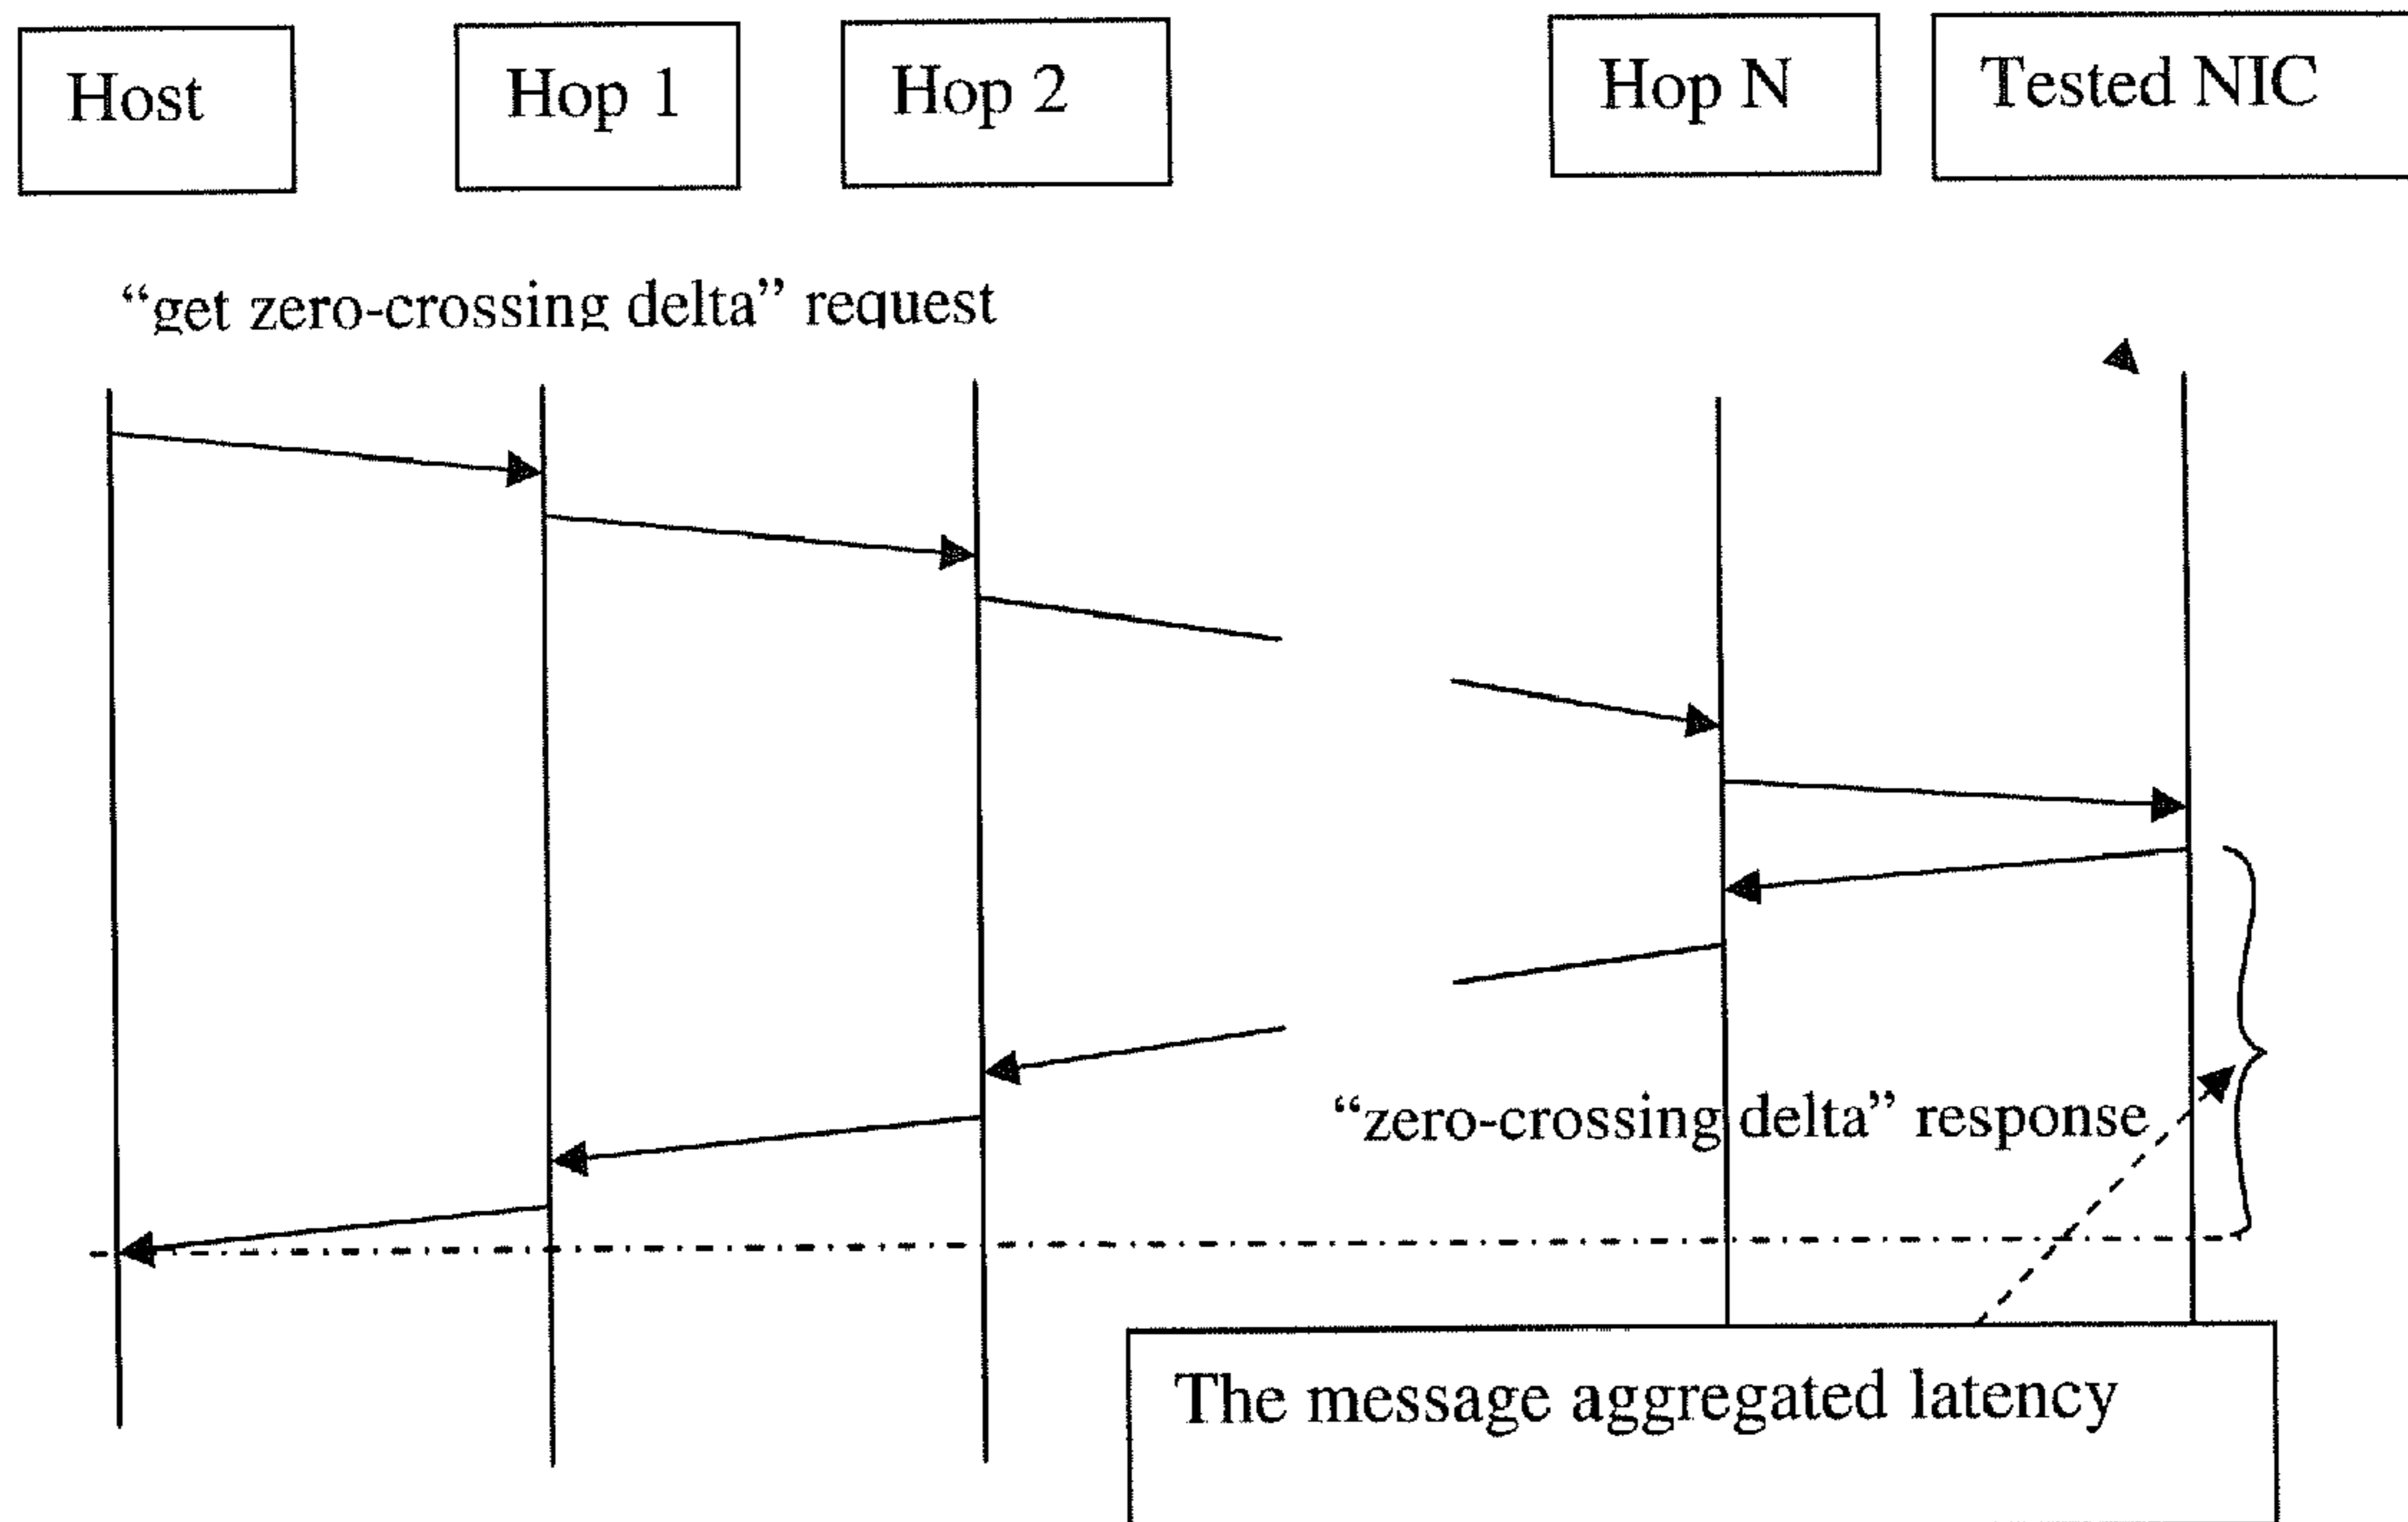 Host
Hop 1
Hop 2
Hop N
Tested NIC
“get zero-crossing delta” request
“zero-crossing delta” response
The message aggregated latency